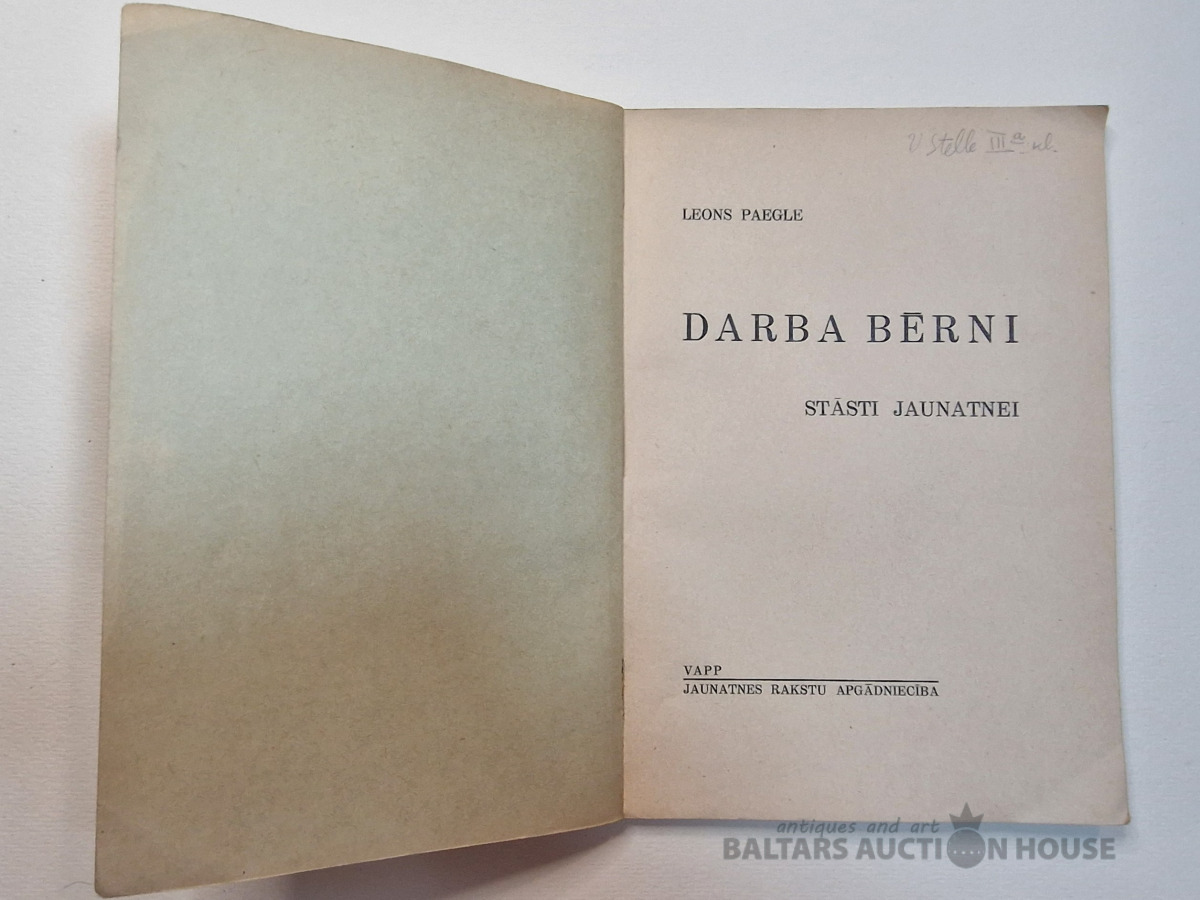 V Stelle III a kl.
LEONS PAEGLE
DARBA BĒRNI
STĀSTI JAUNATNEI
VAPP
JAUNATNES RAKSTU APGĀDNIECĪBA
antiques and art
BALTARS AUCTION HOUSE